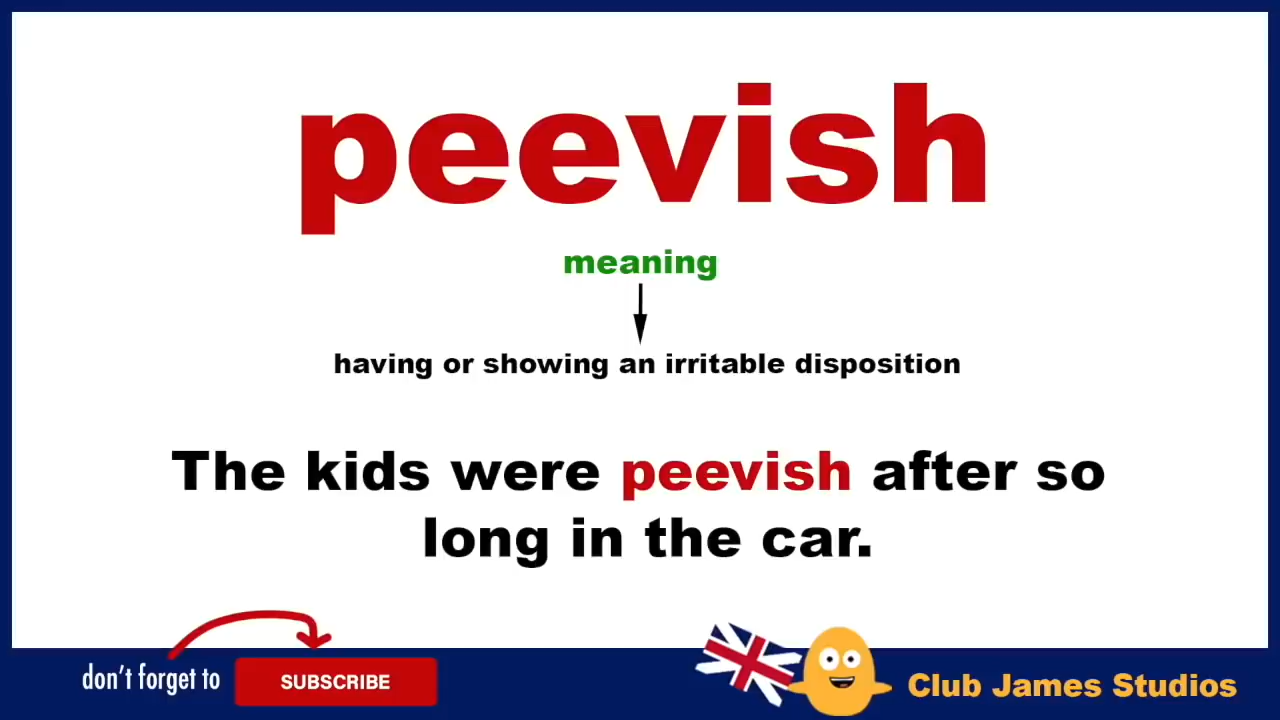 peevish
meaning
having or showing an irritable disposition
The kids were peevish after so
long in the car.
don't forget to
SUBSCRIBE
Club James Studios